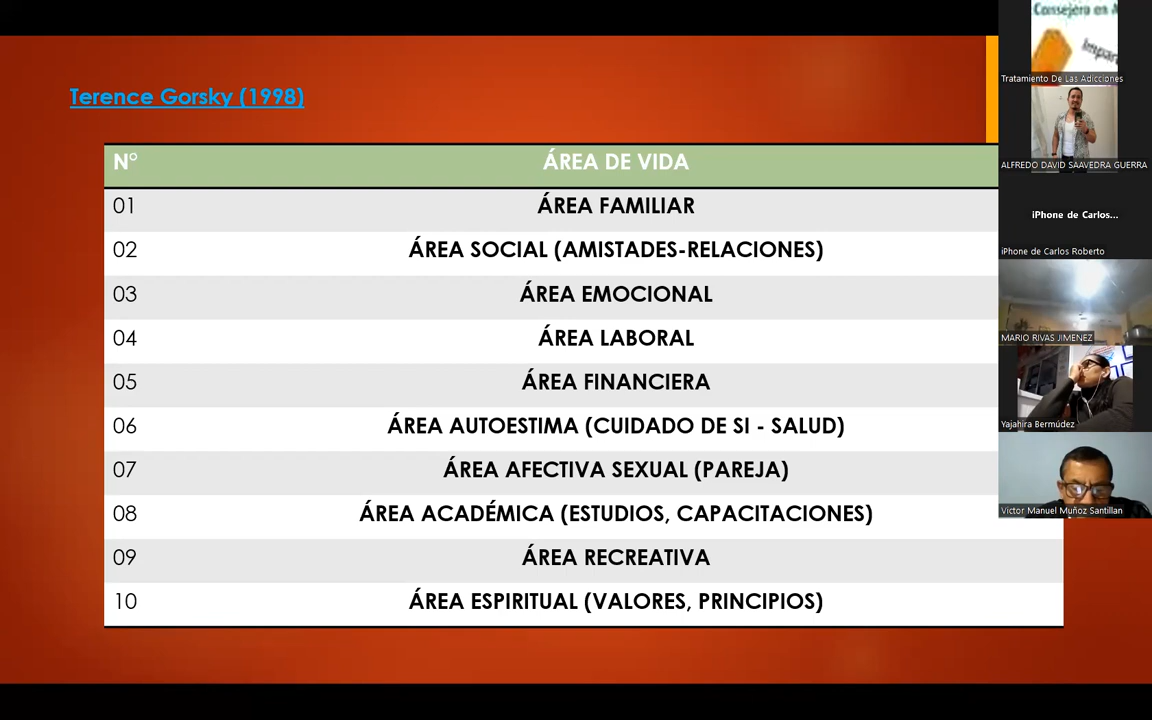 Terence Gorsky (1998)
N° ÁREA DE VIDA
01 ÁREA FAMILIAR
02 ÁREA SOCIAL (AMISTADES-RELACIONES)
03 ÁREA EMOCIONAL
04 ÁREA LABORAL
05 ÁREA FINANCIERA
06 ÁREA AUTOESTIMA (CUIDADO DE SI - SALUD)
07 ÁREA AFECTIVA SEXUAL (PAREJA)
08 ÁREA ACADÉMICA (ESTUDIOS, CAPACITACIONES)
09 ÁREA RECREATIVA
10 ÁREA ESPIRITUAL (VALORES, PRINCIPIOS)
Consejero en
Tratamiento De Las Adicciones
ALFREDO DAVID SAAVEDRA GUERRA
iPhone de Carlos...
iPhone de Carlos Roberto
MARIO RIVAS JIMENEZ
Yajahira Bermúdez
Víctor Manuel Muñoz Santillan